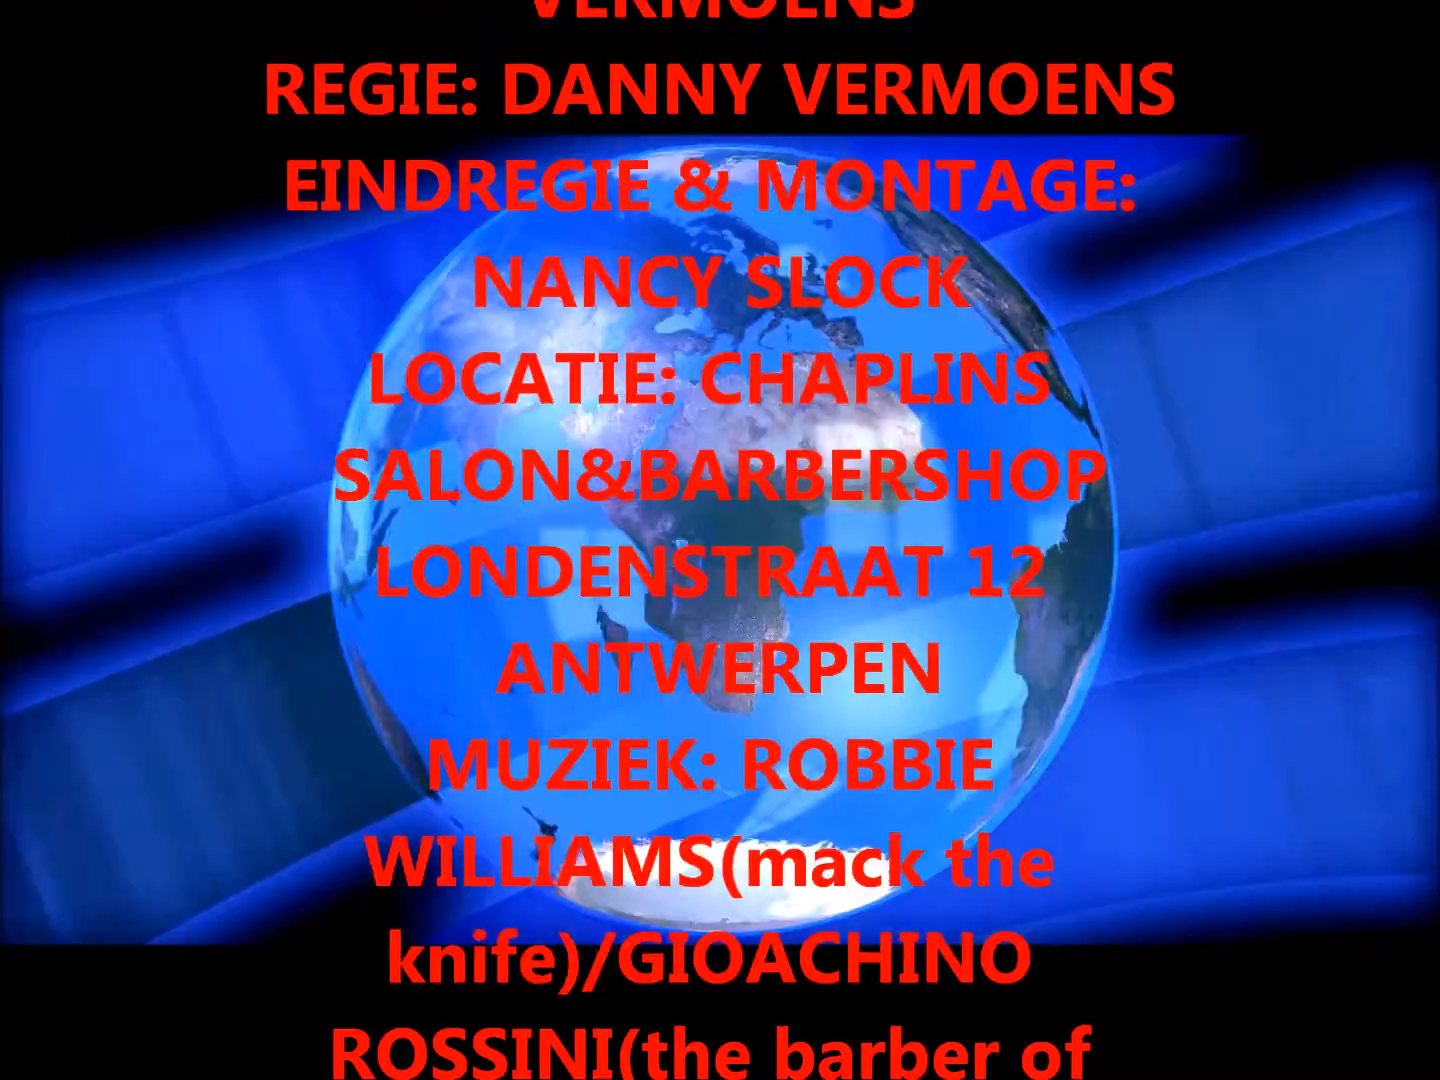 VERMOENS
REGIE: DANNY VERMOENS
EINDREGIE & MONTAGE:
NANCY SLOCK
LOCATIE: CHAPLINS
SALON&BARBERSHOP
LONDENSTRAAT 12
ANTWERPEN
MUZIEK: ROBBIE
WILLIAMS(mack the
knife)/GIOACHINO
ROSSINI(the barber of